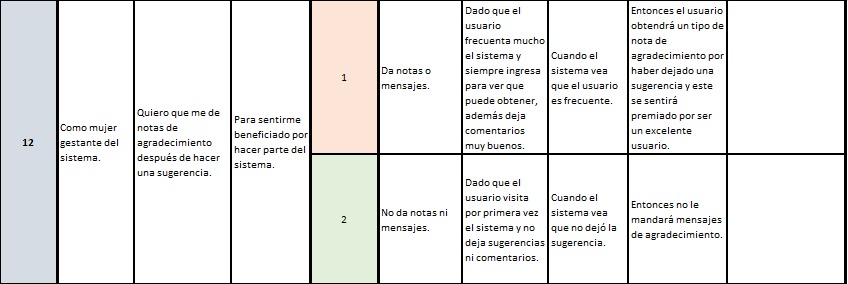 12
Como mujer
gestante del
sistema.
Quiero que me de
notas de
agradecimiento
después de hacer
una sugerencia.
Para sentirme
beneficiado por
hacer parte del
sistema.
1
Da notas o
mensajes.
Dado que el
usuario
frecuenta mucho
el sistema y
siempre ingresa
para ver que
puede obtener,
además deja
comentarios
muy buenos.
Cuando el
sistema vea
que el usuario
es frecuente.
Entonces el usuario
obtendrá un tipo de
nota de
agradecimiento por
haber dejado una
sugerencia y este
se sentirá
premiado por ser
un excelente
usuario.
2
No da notas ni
mensajes.
Dado que el
usuario visita
por primera vez
el sistema y no
deja sugerencias
ni comentarios.
Cuando el
sistema vea
que no dejó la
sugerencia.
Entonces no le
mandará mensajes
de agradecimiento.